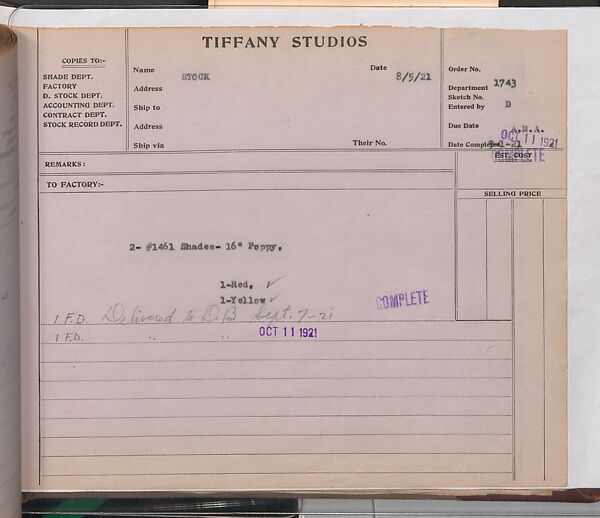 TIFFANY STUDIOS
COPIES TO:-
SHADE DEPT.
FACTORY
D. STOCK DEPT.
ACCOUNTING DEPT.
CONTRACT DEPT.
STOCK RECORD DEPT.
Name STOCK Date 8/5/21
Address
Ship to
Address
Ship via Their No.
Order No. 1743
Department
Sketch No.
Entered by D
Due Date A.M.A.
OCT 11 1921
Date Completed -1-21
COMPLETE
EST. COST
REMARKS:
TO FACTORY:-
SELLING PRICE
2- #1461 Shades- 16" Poppy.
1-Red, ✓
1-Yellow ✓
COMPLETE
1 F.D. Delivered to D.B. Sept. 7-21
1 F.D. " " OCT 11 1921